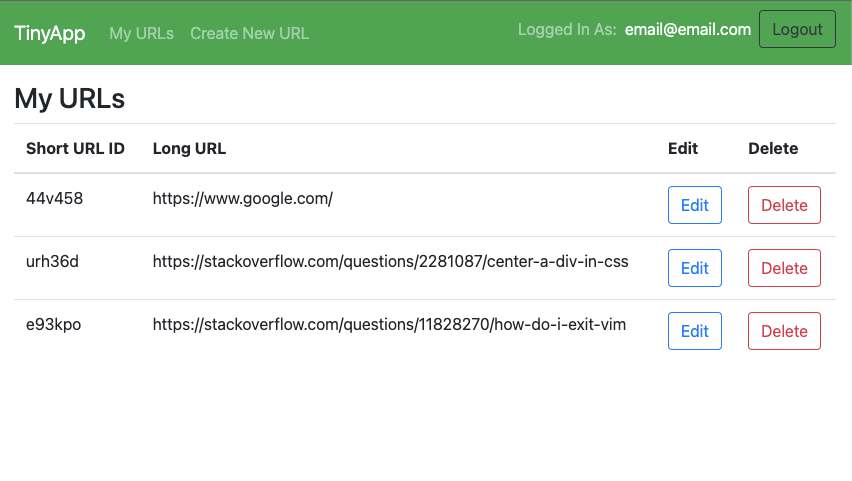 TinyApp My URLs Create New URL Logged In As: email@email.com Logout
My URLs
Short URL ID Long URL Edit Delete
44v458 https://www.google.com/ Edit Delete
urh36d https://stackoverflow.com/questions/2281087/center-a-div-in-css Edit Delete
e93kpo https://stackoverflow.com/questions/11828270/how-do-i-exit-vim Edit Delete